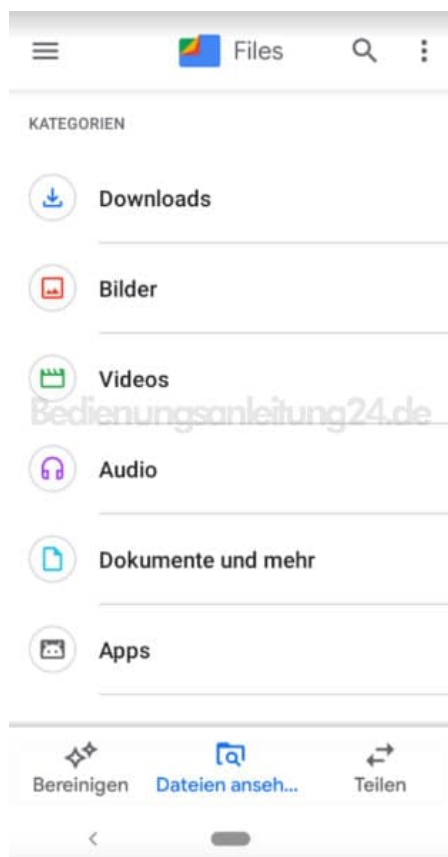 Files
KATEGORIEN
Downloads
Bilder
Videos
Bedienungsanleitung24.de
Audio
Dokumente und mehr
Apps
Bereinigen
Dateien anseh...
Teilen